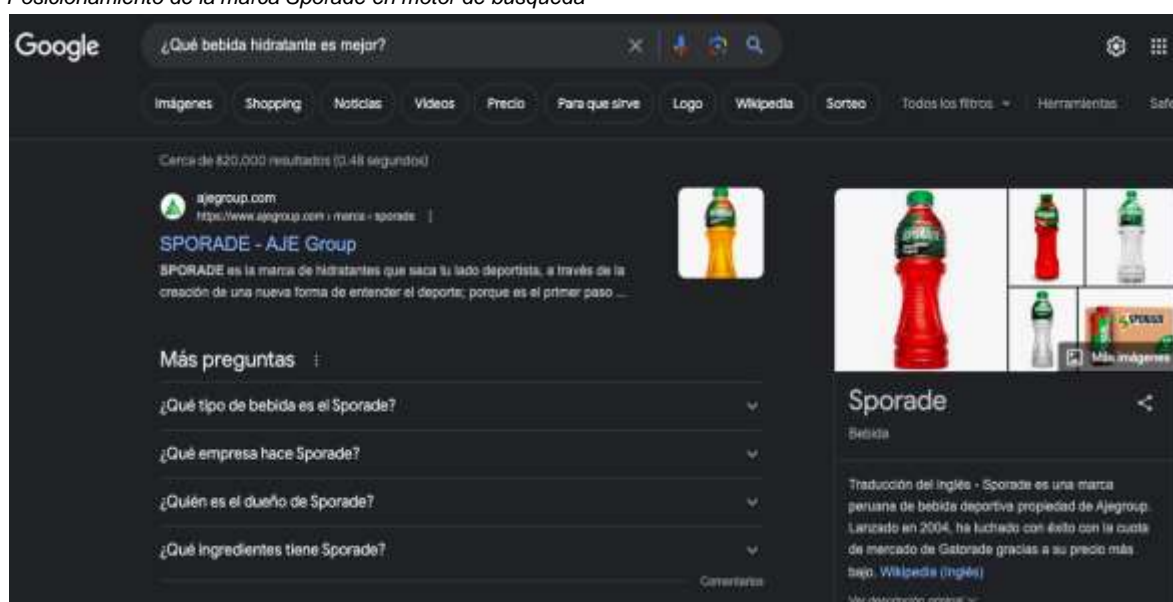 Posicionamiento de la marca Sporade en motor de búsqueda
Google
¿Qué bebida hidratante es mejor?
Imágenes Shopping Noticias Videos Precio Para que sirve Logo Wikipedia Sorteo Todos los filtros Herramientas Safe
Cerca de 820,000 resultados (0.48 segundos)
ajegroup.com
https://www.ajegroup.com › marca › sporade
SPORADE - AJE Group
SPORADE es la marca de hidratantes que saca tu lado deportista, a través de la
creación de una nueva forma de entender el deporte; porque es el primer paso ...
Más preguntas
¿Qué tipo de bebida es el Sporade?
¿Qué empresa hace Sporade?
¿Quién es el dueño de Sporade?
¿Qué ingredientes tiene Sporade?
Comentarios
Más imágenes
Sporade
Bebida
Traducción del inglés - Sporade es una marca
peruana de bebida deportiva propiedad de Ajegroup.
Lanzado en 2004, ha luchado con éxito con la cuota
de mercado de Gatorade gracias a su precio más
bajo. Wikipedia (Inglés)
Ver descripción original